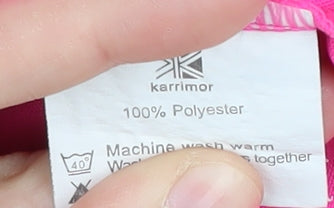 karrimor
100% Polyester
Machine wash warm
40°
together